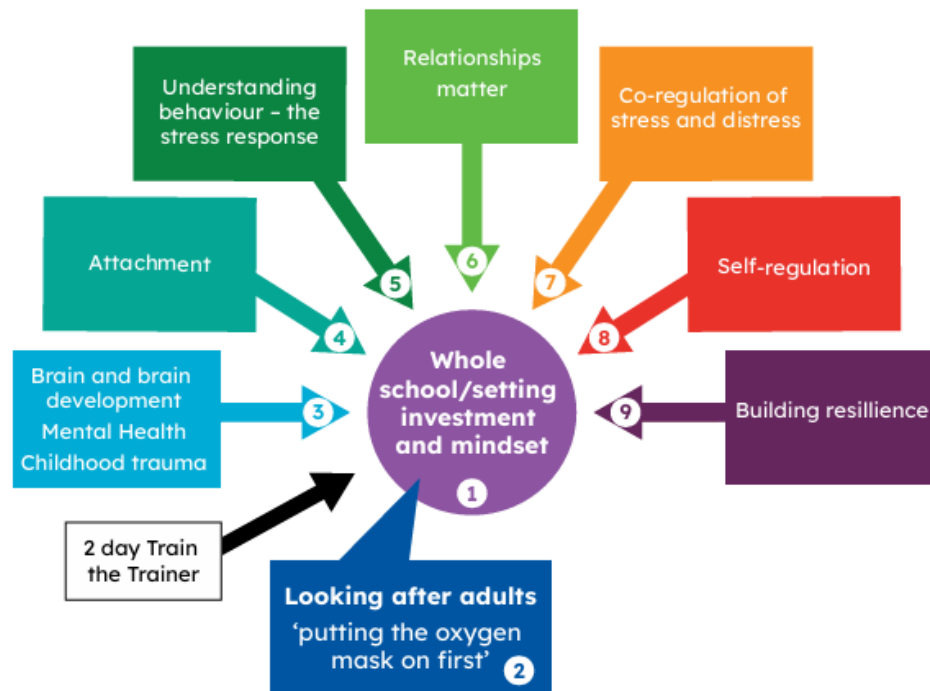 Relationships
matter
Understanding
behaviour – the
stress response
Co-regulation of
stress and distress
Attachment
Self-regulation
Brain and brain
development
Mental Health
Childhood trauma
Building resillience
Whole
school/setting
investment
and mindset
1
2 day Train
the Trainer
Looking after adults
‘putting the oxygen
mask on first’
2
3
4
5
6
7
8
9